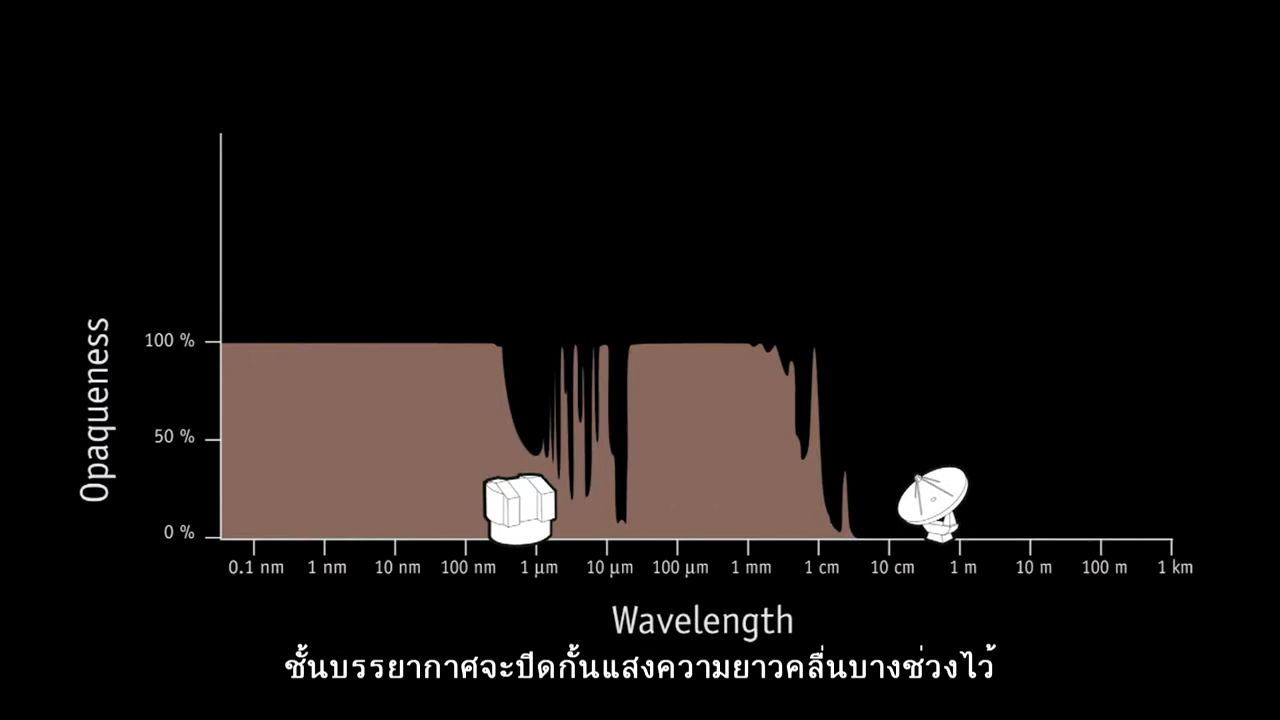 Opaqueness
100 %
50 %
0 %
0.1 nm 1 nm 10 nm 100 nm 1 µm 10 µm 100 µm 1 mm 1 cm 10 cm 1 m 10 m 100 m 1 km
Wavelength
ชั้นบรรยากาศจะปิดกั้นแสงความยาวคลื่นบางช่วงไว้